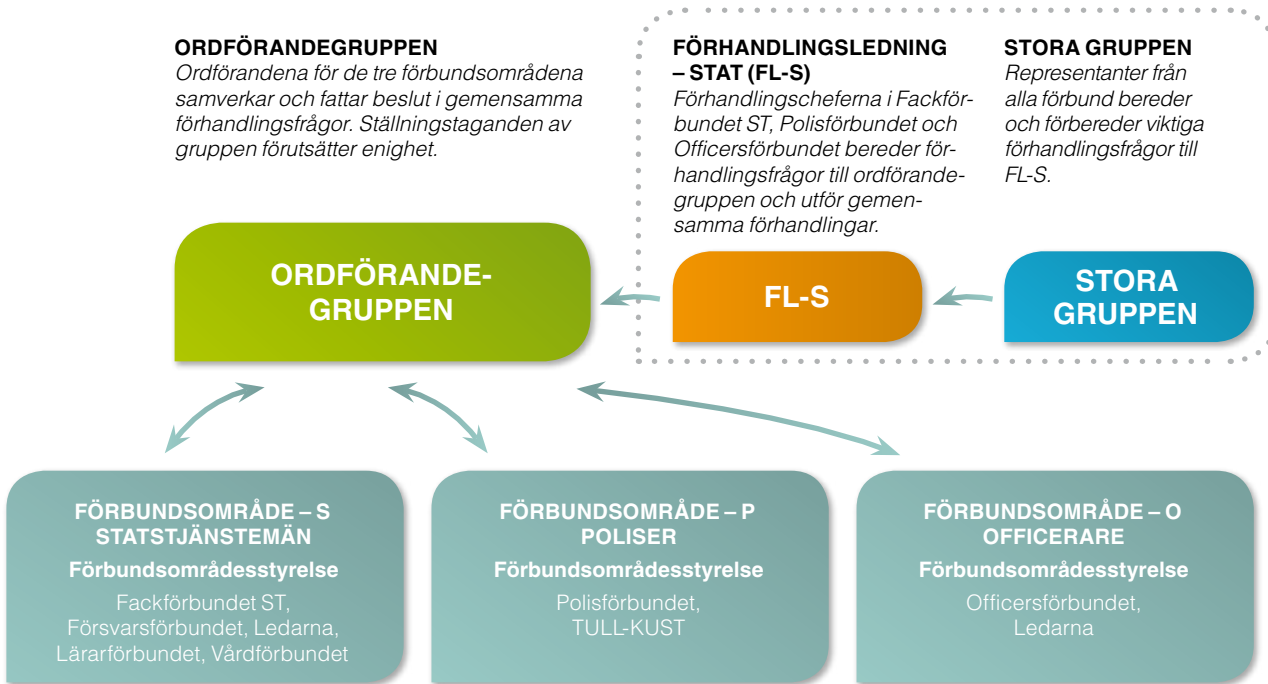 ORDFÖRANDEGRUPPEN
Ordförandena för de tre förbundsområdena
samverkar och fattar beslut i gemensamma
förhandlingsfrågor. Ställningstaganden av
gruppen förutsätter enighet.
FÖRHANDLINGSLEDNING
– STAT (FL-S)
Förhandlingscheferna i Fackför-
bundet ST, Polisförbundet och
Officersförbundet bereder för-
handlingsfrågor till ordförande-
gruppen och utför gemen-
samma förhandlingar.
STORA GRUPPEN
Representanter från
alla förbund bereder
och förbereder viktiga
förhandlingsfrågor till
FL-S.
ORDFÖRANDE-
GRUPPEN
FL-S
STORA
GRUPPEN
FÖRBUNDSOMRÅDE – S
STATSTJÄNSTEMÄN
Förbundsområdesstyrelse
Fackförbundet ST,
Försvarsförbundet, Ledarna,
Lärarförbundet, Vårdförbundet
FÖRBUNDSOMRÅDE – P
POLISER
Förbundsområdesstyrelse
Polisförbundet,
TULL-KUST
FÖRBUNDSOMRÅDE – O
OFFICERARE
Förbundsområdesstyrelse
Officersförbundet,
Ledarna